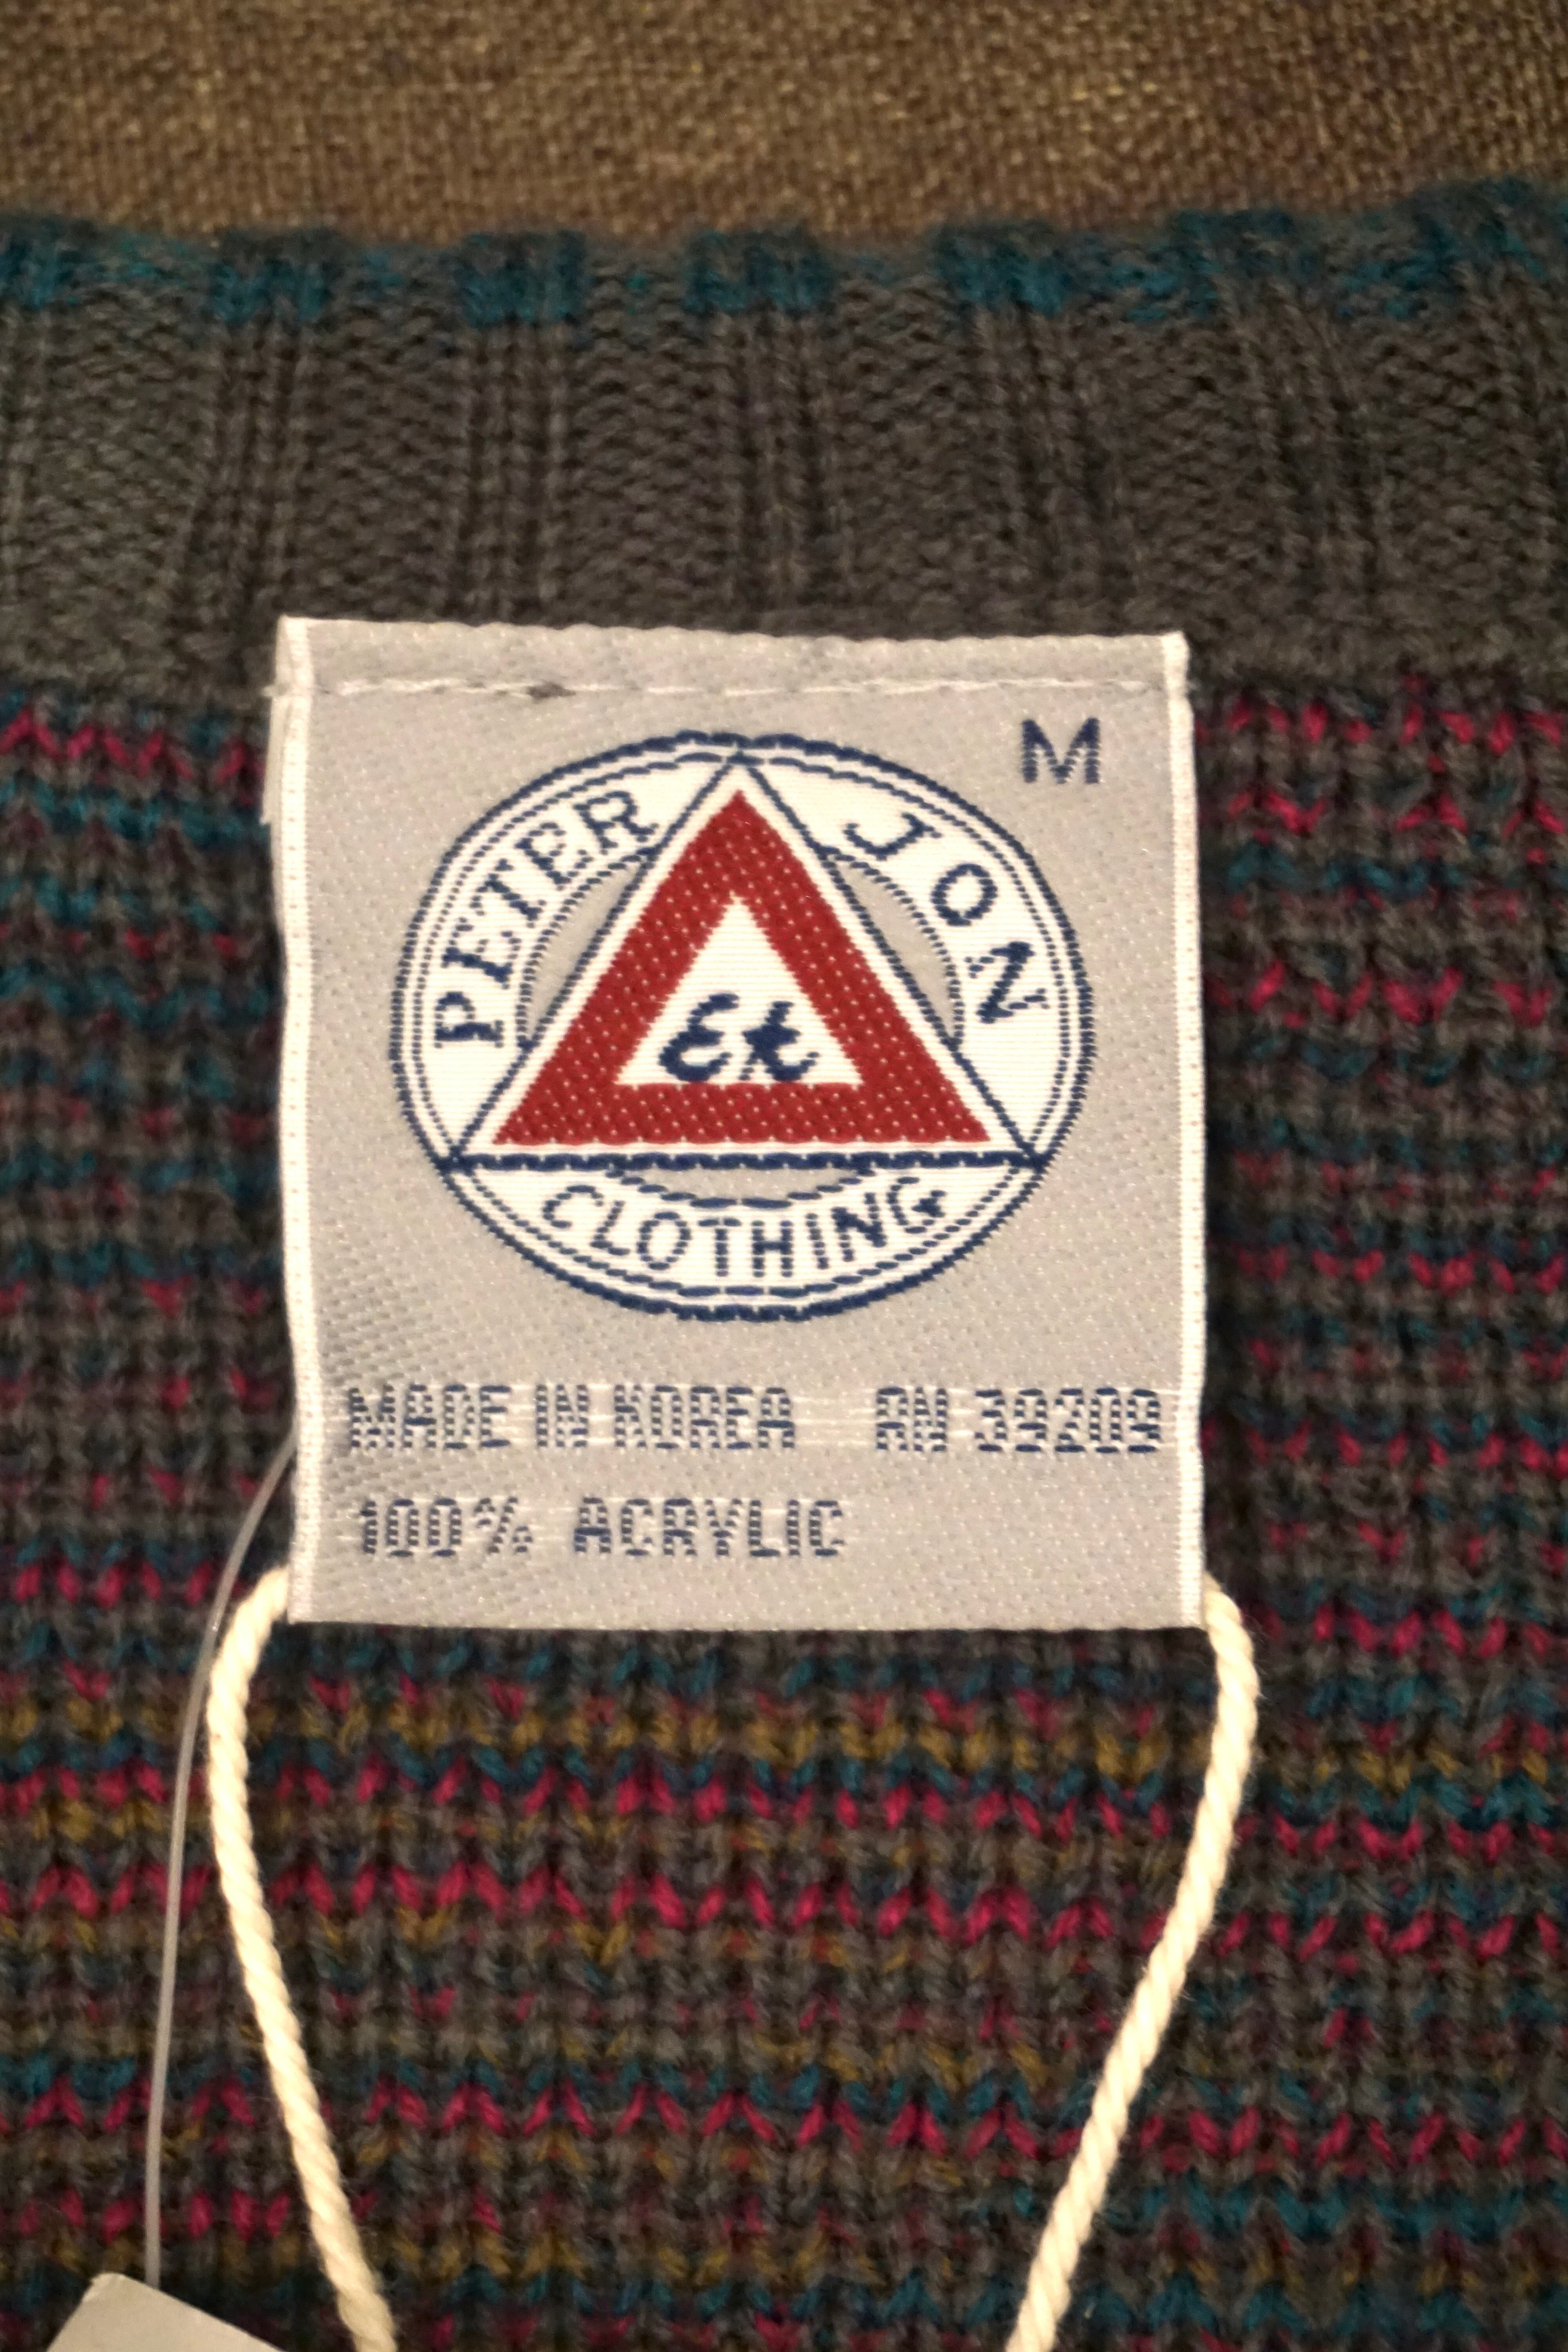 M
PETER JON
Et
CLOTHING
MADE IN KOREA RN 39209
100% ACRYLIC